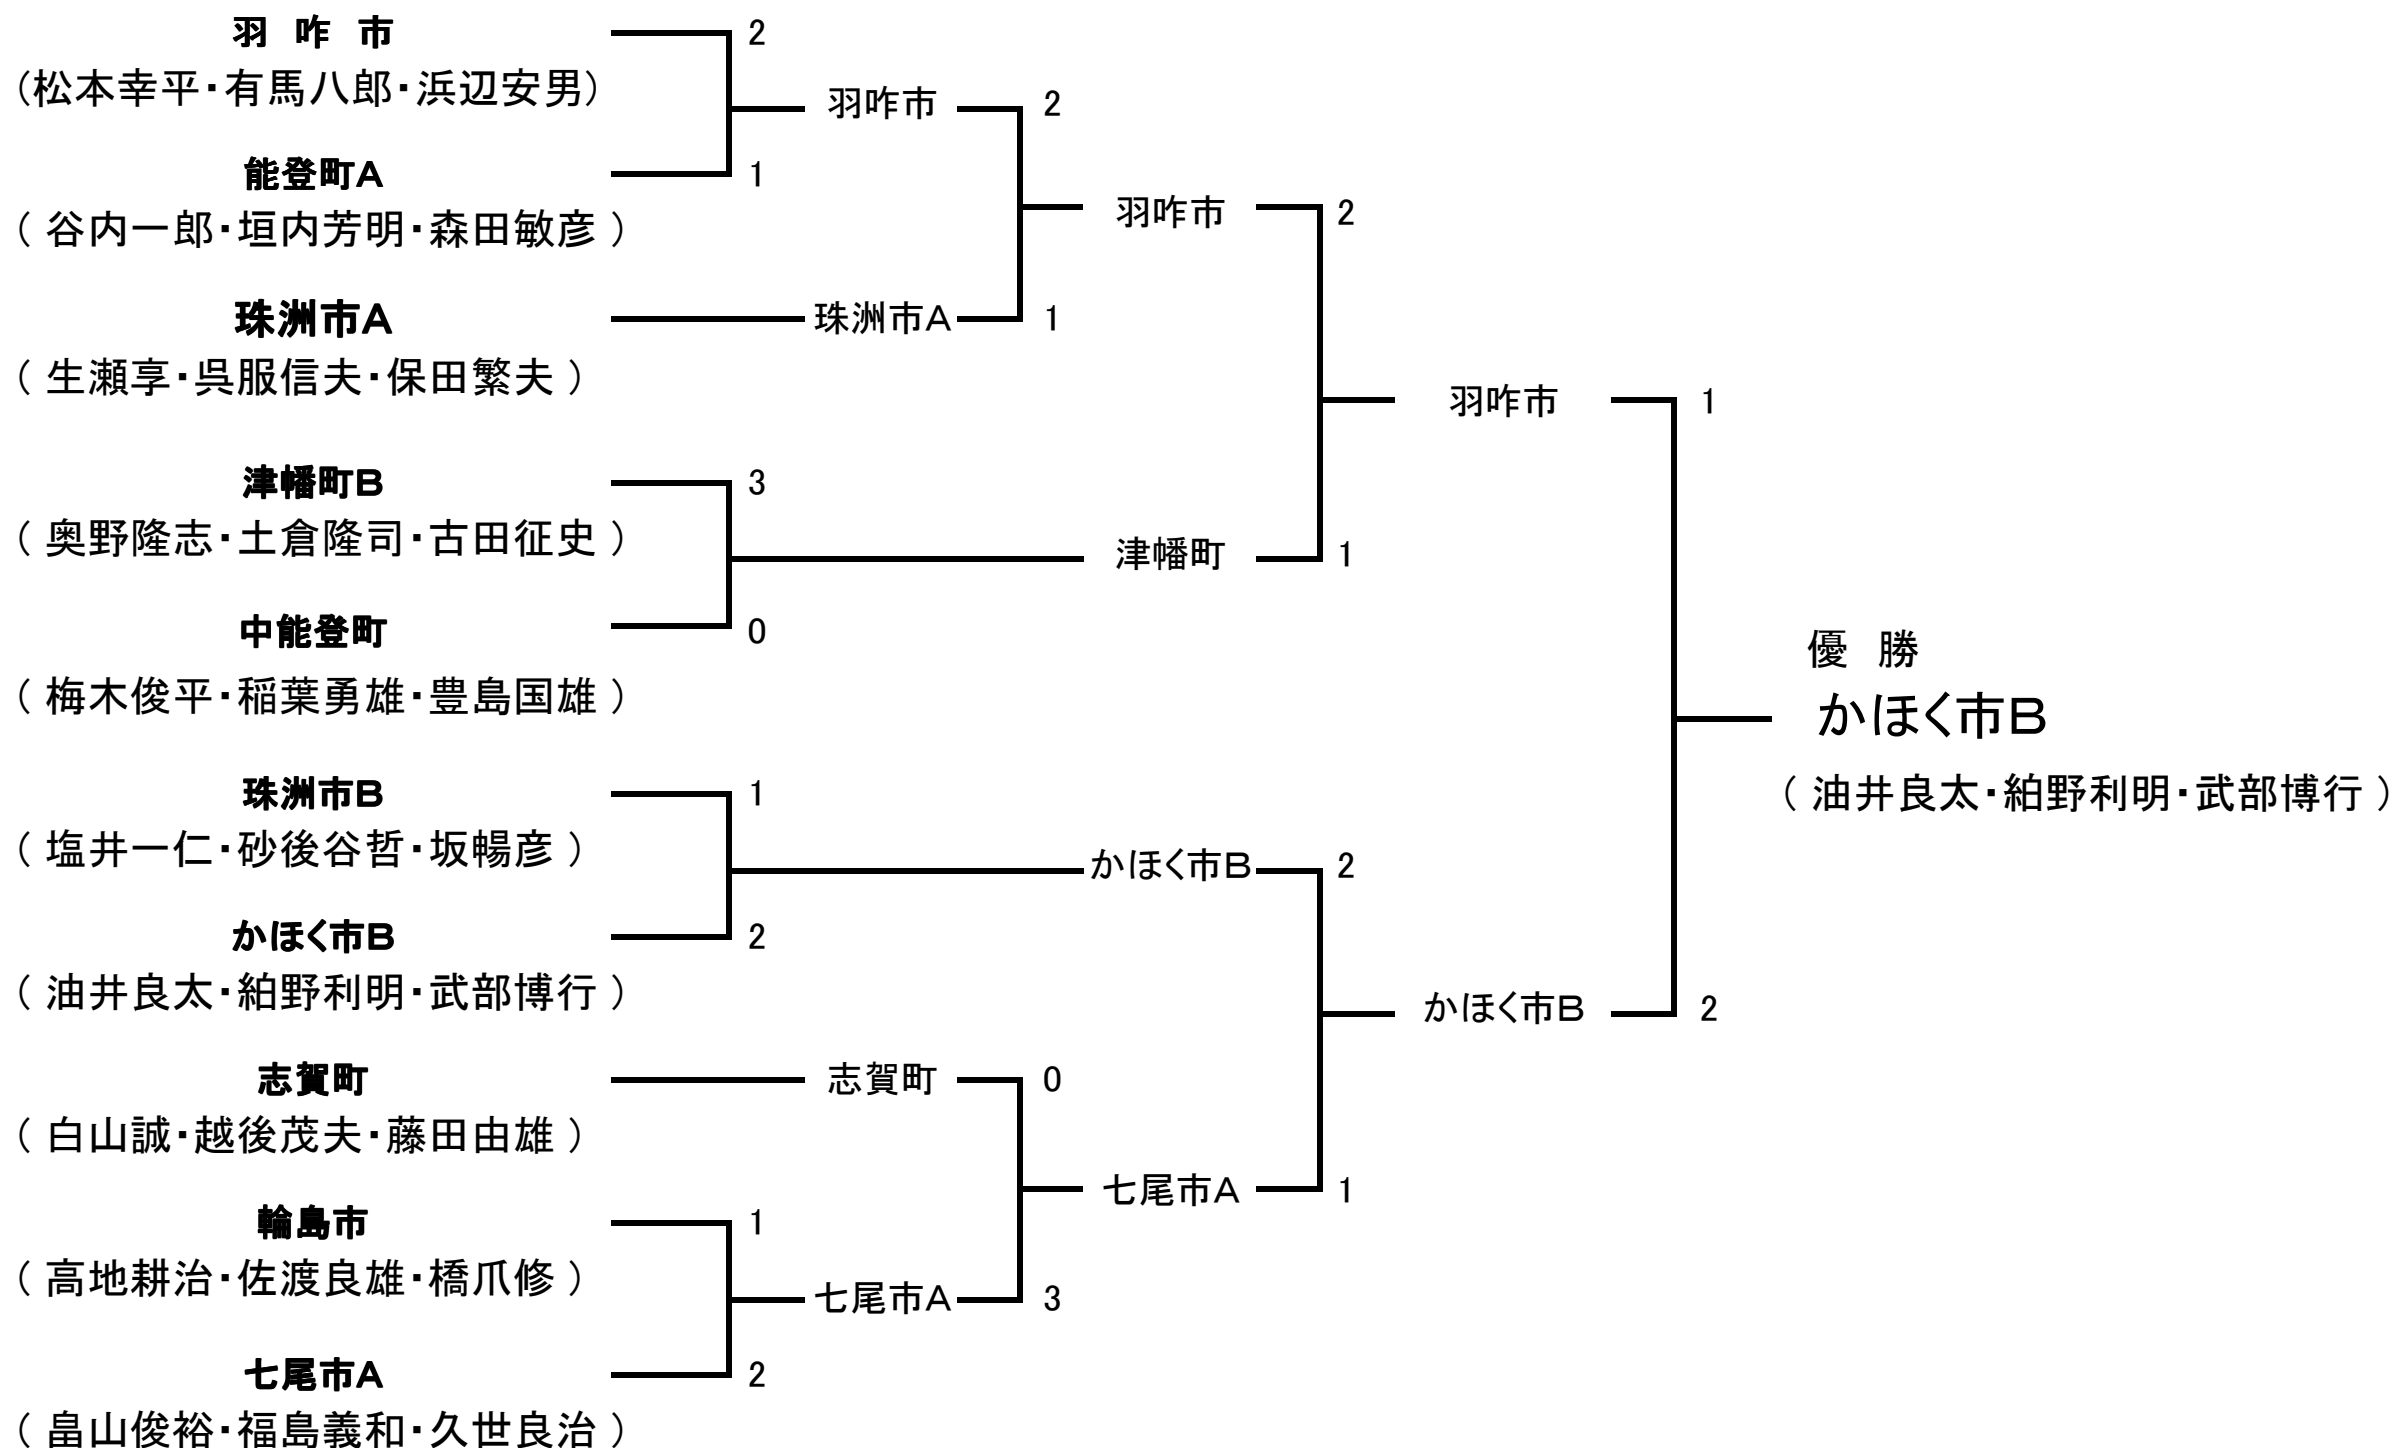 羽　咋　市
2
(松本幸平・有馬八郎・浜辺安男)
羽咋市
2
能登町A
1
( 谷内一郎・垣内芳明・森田敏彦 )
羽咋市
2
珠洲市A
珠洲市A
1
( 生瀬享・呉服信夫・保田繁夫 )
羽咋市
1
津幡町B
3
( 奥野隆志・土倉隆司・古田征史 )
津幡町
1
中能登町
0
( 梅木俊平・稲葉勇雄・豊島国雄 )
優　勝
かほく市B
( 油井良太・絈野利明・武部博行 )
珠洲市B
1
( 塩井一仁・砂後谷哲・坂暢彦 )
かほく市B
2
かほく市B
2
( 油井良太・絈野利明・武部博行 )
かほく市B
2
志賀町
志賀町
0
( 白山誠・越後茂夫・藤田由雄 )
七尾市A
1
輪島市
1
( 高地耕治・佐渡良雄・橋爪修 )
七尾市A
3
七尾市A
2
( 畠山俊裕・福島義和・久世良治 )